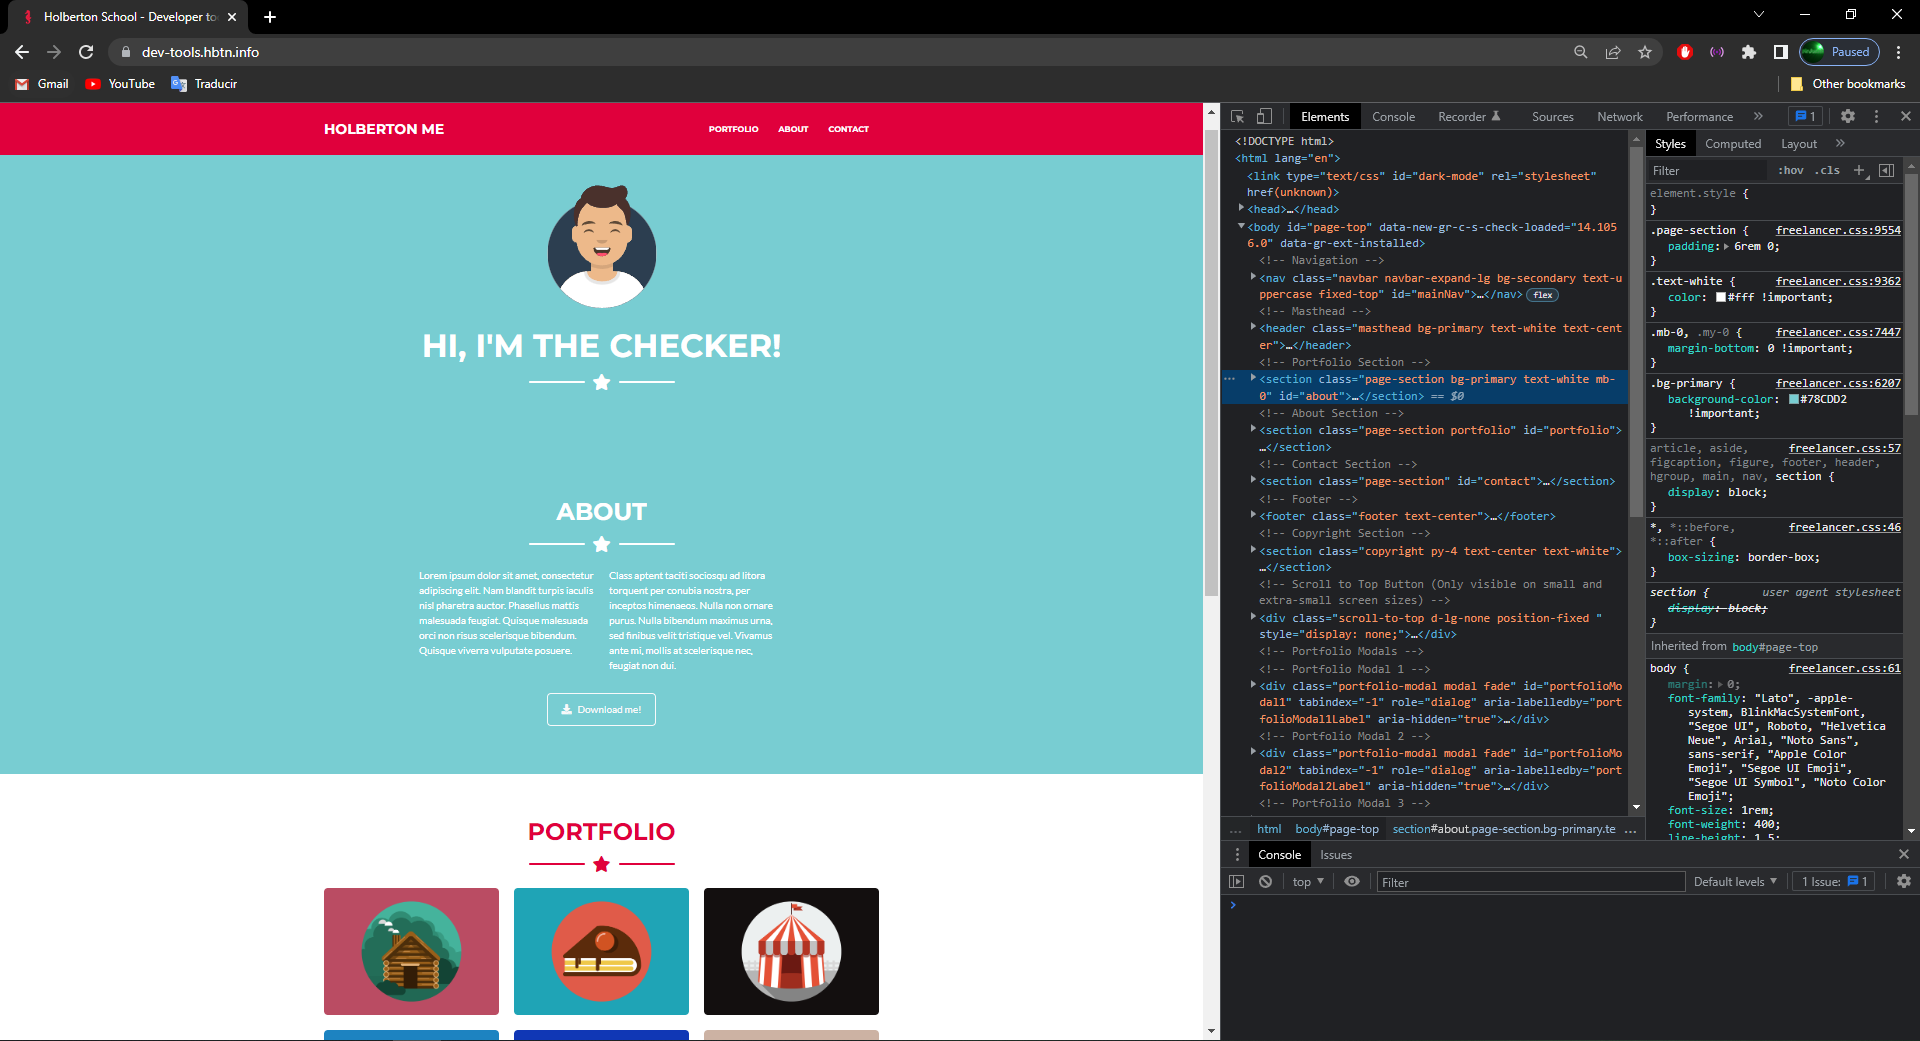 Holberton School - Developer to
dev-tools.hbtn.info
Paused
Gmail
YouTube
Traducir
Other bookmarks
HOLBERTON ME
PORTFOLIO
ABOUT
CONTACT
HI, I'M THE CHECKER!
ABOUT
Lorem ipsum dolor sit amet, consectetur
adipiscing elit. Nam blandit turpis iaculis
nisl pharetra auctor. Phasellus mattis
malesuada feugiat. Quisque malesuada
orci non risus scelerisque bibendum.
Quisque viverra vulputate posuere.
Class aptent taciti sociosqu ad litora
torquent per conubia nostra, per
inceptos himenaeos. Nulla non ornare
purus. Nulla bibendum maximus urna,
sed finibus velit tristique vel. Vivamus
ante mi, mollis at scelerisque nec,
feugiat non dui.
Download me!
PORTFOLIO
Elements
Console
Recorder
Sources
Network
Performance
»
1
<!DOCTYPE html>
<html lang="en">
<link type="text/css" id="dark-mode" rel="stylesheet"
href(unknown)>
<head>…</head>
<body id="page-top" data-new-gr-c-s-check-loaded="14.105
6.0" data-gr-ext-installed>
<!-- Navigation -->
<nav class="navbar navbar-expand-lg bg-secondary text-u
ppercase fixed-top" id="mainNav">…</nav> flex
<!-- Masthead -->
<header class="masthead bg-primary text-white text-cent
er">…</header>
<!-- Portfolio Section -->
… <section class="page-section bg-primary text-white mb-
0" id="about">…</section> == $0
<!-- About Section -->
<section class="page-section portfolio" id="portfolio">
…</section>
<!-- Contact Section -->
<section class="page-section" id="contact">…</section>
<!-- Footer -->
<footer class="footer text-center">…</footer>
<!-- Copyright Section -->
<section class="copyright py-4 text-center text-white">
…</section>
<!-- Scroll to Top Button (Only visible on small and
extra-small screen sizes) -->
<div class="scroll-to-top d-lg-none position-fixed "
style="display: none;">…</div>
<!-- Portfolio Modals -->
<!-- Portfolio Modal 1 -->
<div class="portfolio-modal modal fade" id="portfolioMo
dal1" tabindex="-1" role="dialog" aria-labelledby="port
folioModal1Label" aria-hidden="true">…</div>
<!-- Portfolio Modal 2 -->
<div class="portfolio-modal modal fade" id="portfolioMo
dal2" tabindex="-1" role="dialog" aria-labelledby="port
folioModal2Label" aria-hidden="true">…</div>
<!-- Portfolio Modal 3 -->
… html body#page-top section#about.page-section.bg-primary.te …
Styles
Computed
Layout
»
Filter
:hov .cls +
element.style {
}
.page-section { freelancer.css:9554
padding: 6rem 0;
}
.text-white { freelancer.css:9362
color: #fff !important;
}
.mb-0, .my-0 { freelancer.css:7447
margin-bottom: 0 !important;
}
.bg-primary { freelancer.css:6207
background-color: #78CDD2
!important;
}
article, aside, freelancer.css:57
figcaption, figure, footer, header,
hgroup, main, nav, section {
display: block;
}
*, *::before, freelancer.css:46
*::after {
box-sizing: border-box;
}
section { user agent stylesheet
display: block;
}
Inherited from body#page-top
body { freelancer.css:61
margin: 0;
font-family: "Lato", -apple-
system, BlinkMacSystemFont,
"Segoe UI", Roboto, "Helvetica
Neue", Arial, "Noto Sans",
sans-serif, "Apple Color
Emoji", "Segoe UI Emoji",
"Segoe UI Symbol", "Noto Color
Emoji";
font-size: 1rem;
font-weight: 400;
line-height: 1.5;
Console
Issues
top
Filter
Default levels
1 Issue: 1